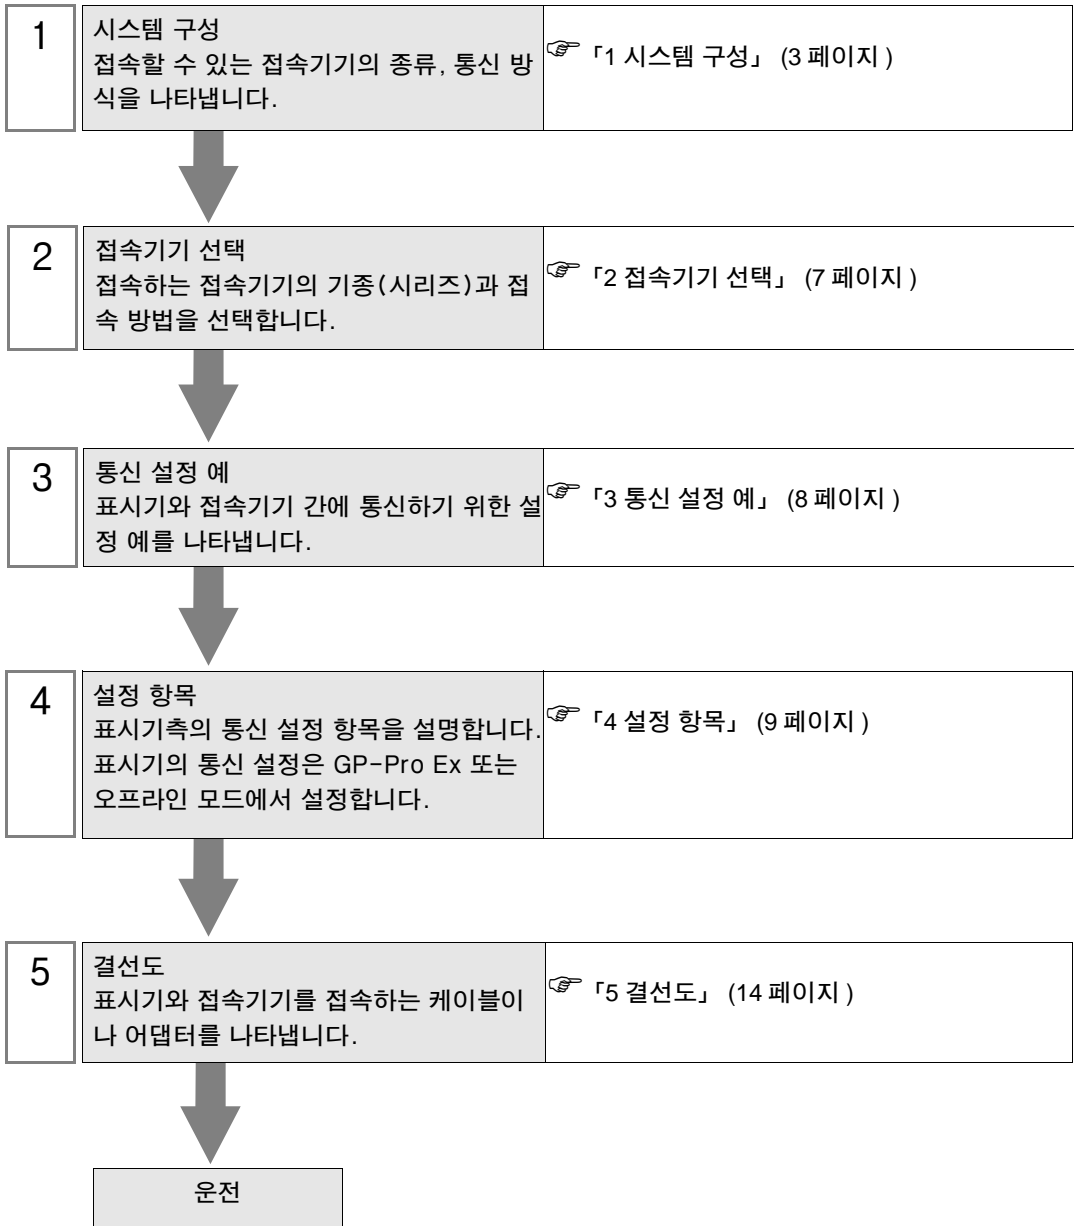 1
시스템 구성
접속할 수 있는 접속기기의 종류, 통신 방
식을 나타냅니다.
☞ 「1 시스템 구성」 (3 페이지 )
2
접속기기 선택
접속하는 접속기기의 기종(시리즈)과 접
속 방법을 선택합니다.
☞ 「2 접속기기 선택」 (7 페이지 )
3
통신 설정 예
표시기와 접속기기 간에 통신하기 위한 설
정 예를 나타냅니다.
☞ 「3 통신 설정 예」 (8 페이지 )
4
설정 항목
표시기측의 통신 설정 항목을 설명합니다.
표시기의 통신 설정은 GP-Pro Ex 또는
오프라인 모드에서 설정합니다.
☞ 「4 설정 항목」 (9 페이지 )
5
결선도
표시기와 접속기기를 접속하는 케이블이
나 어댑터를 나타냅니다.
☞ 「5 결선도」 (14 페이지 )
운전